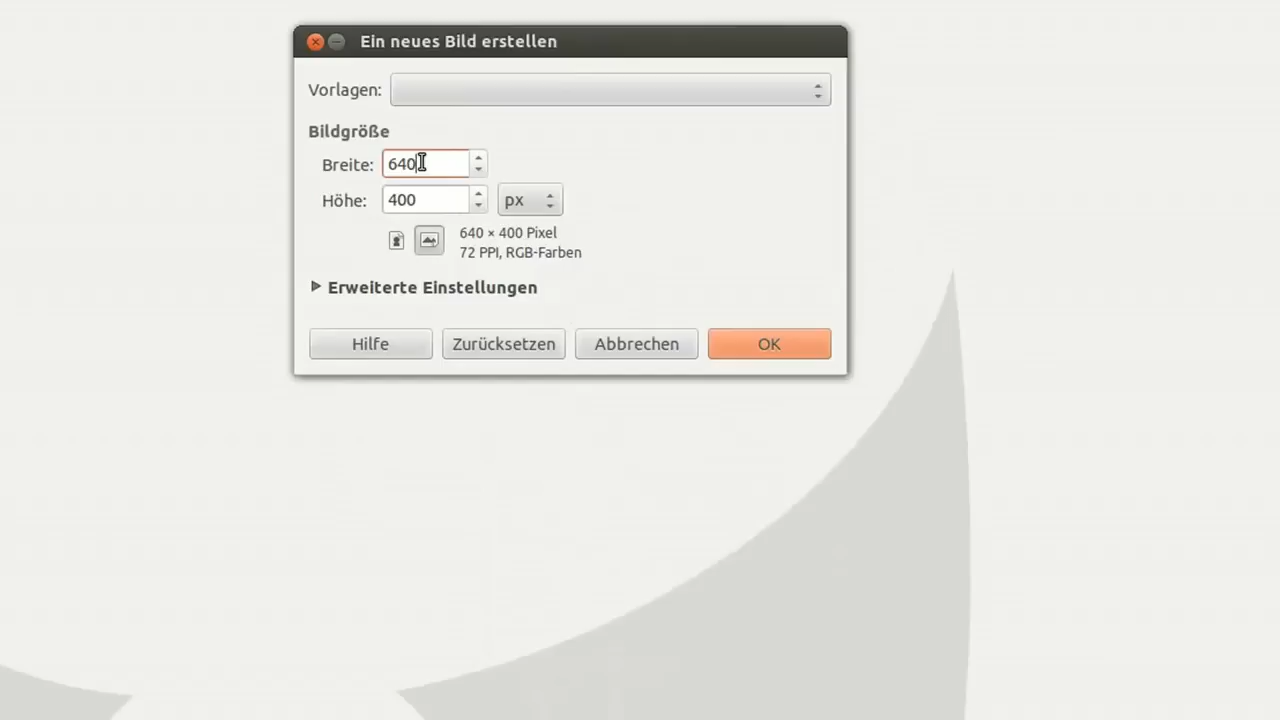 Ein neues Bild erstellen
Vorlagen:
Bildgröße
Breite: 640
Höhe: 400 px
640 × 400 Pixel
72 PPI, RGB-Farben
Erweiterte Einstellungen
Hilfe Zurücksetzen Abbrechen OK